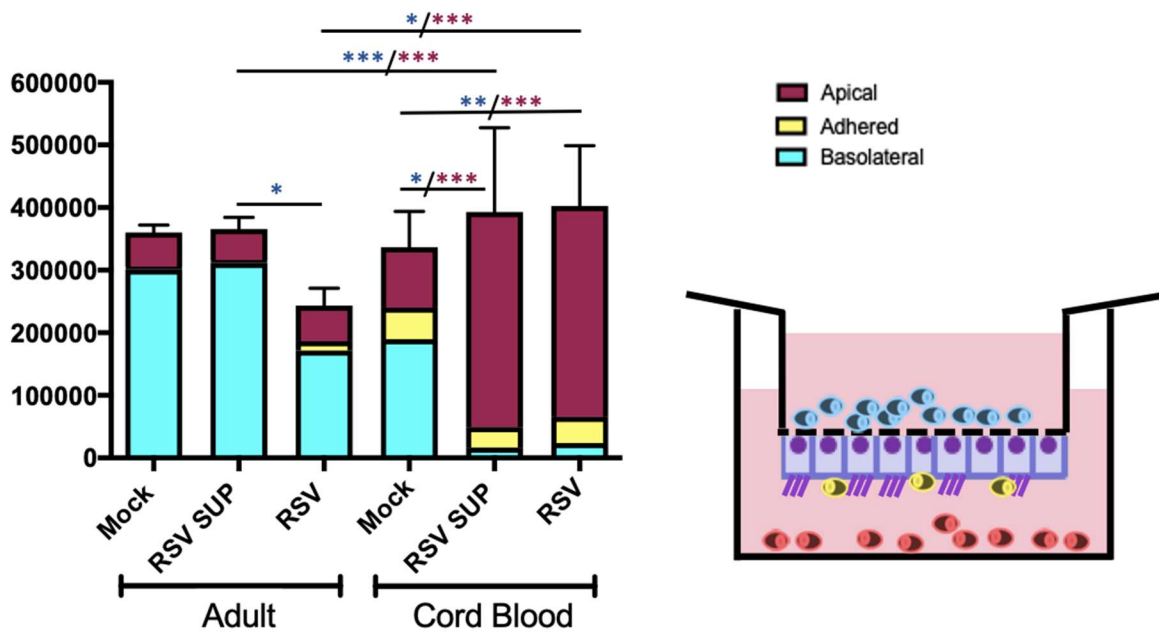 */***
***/***
**/***
*/***
*
600000
500000
400000
300000
200000
100000
0
Mock
RSV SUP
RSV
Mock
RSV SUP
RSV
Adult
Cord Blood
Apical
Adhered
Basolateral